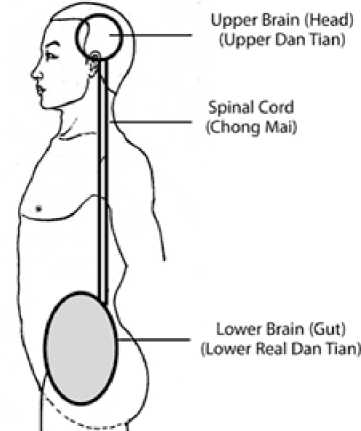 Upper Brain (Head)
(Upper Dan Tian)
Spinal Cord
(Chong Mai)
Lower Brain (Gut)
(Lower Real Dan Tian)